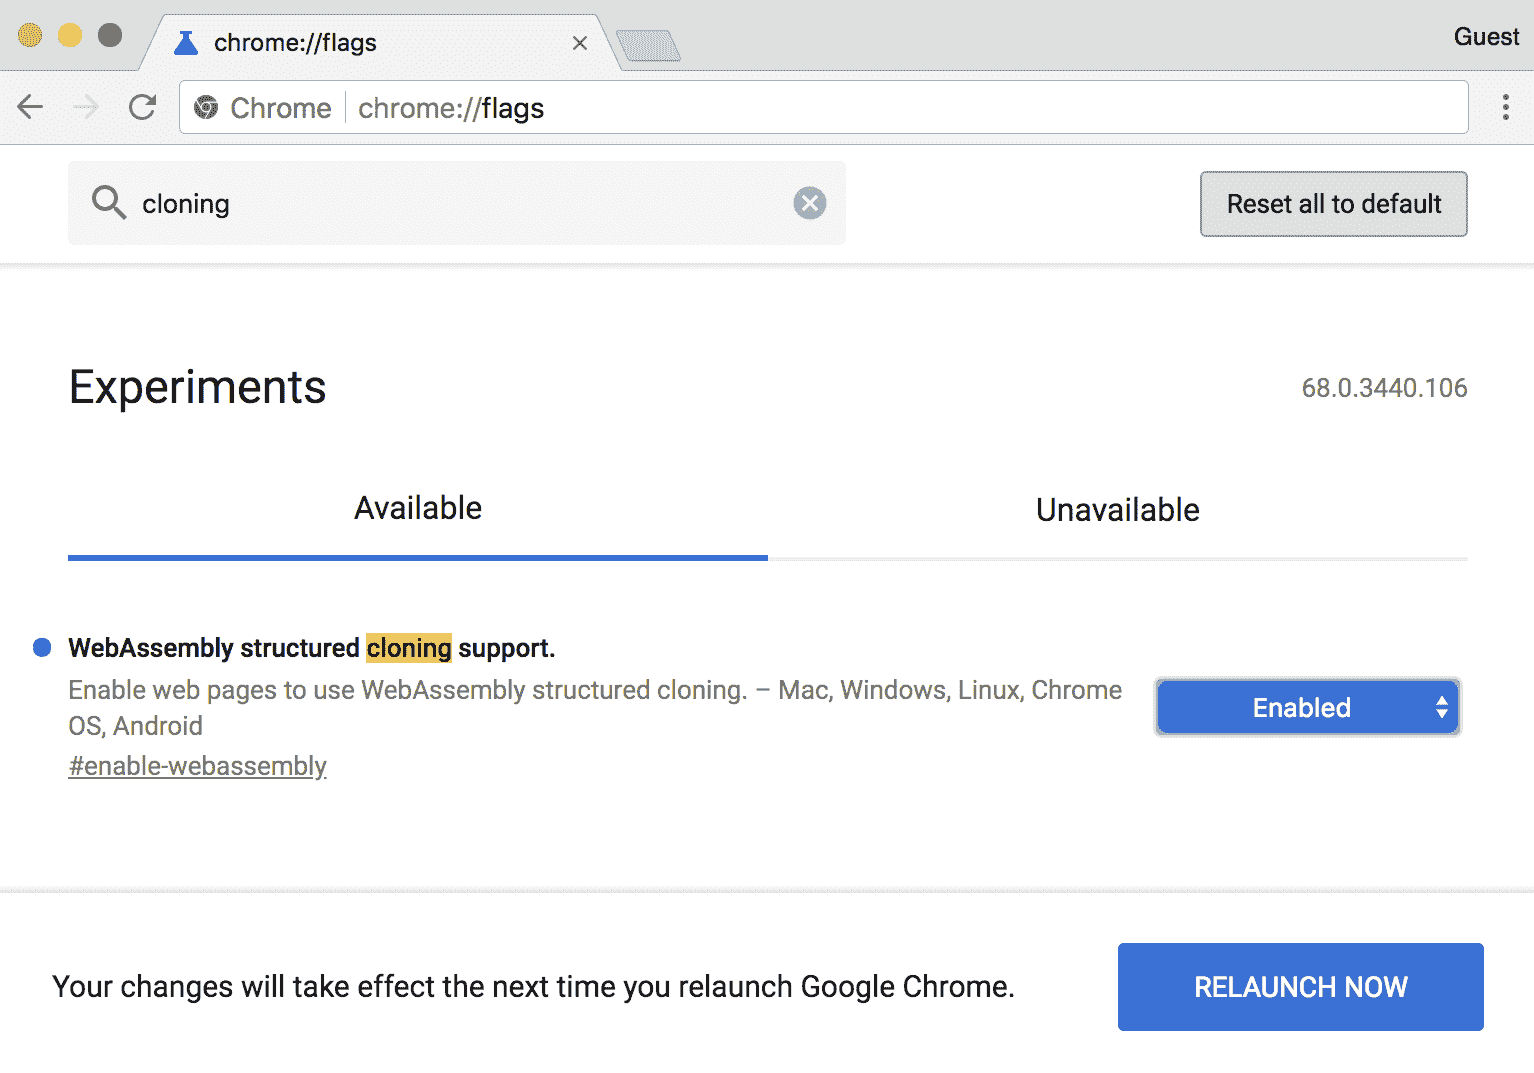 chrome://flags
Guest
Chrome chrome://flags
cloning
Reset all to default
Experiments
68.0.3440.106
Available
Unavailable
WebAssembly structured cloning support.
Enable web pages to use WebAssembly structured cloning. – Mac, Windows, Linux, Chrome
OS, Android
#enable-webassembly
Enabled
Your changes will take effect the next time you relaunch Google Chrome.
RELAUNCH NOW